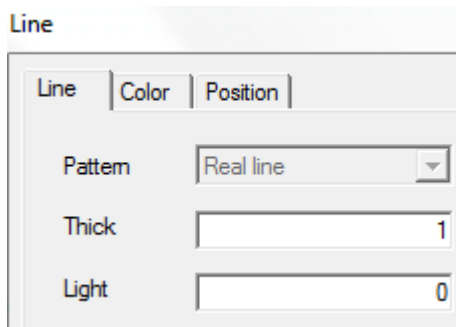 Line
Line Color Position
Pattern Real line
Thick 1
Light 0